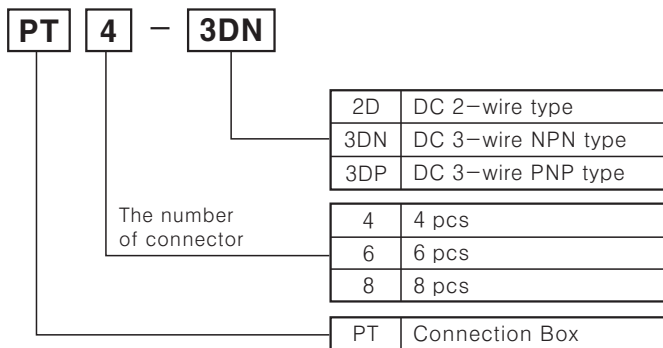 PT 4 - 3DN
2D DC 2-wire type
3DN DC 3-wire NPN type
3DP DC 3-wire PNP type
The number
of connector
4 4 pcs
6 6 pcs
8 8 pcs
PT Connection Box